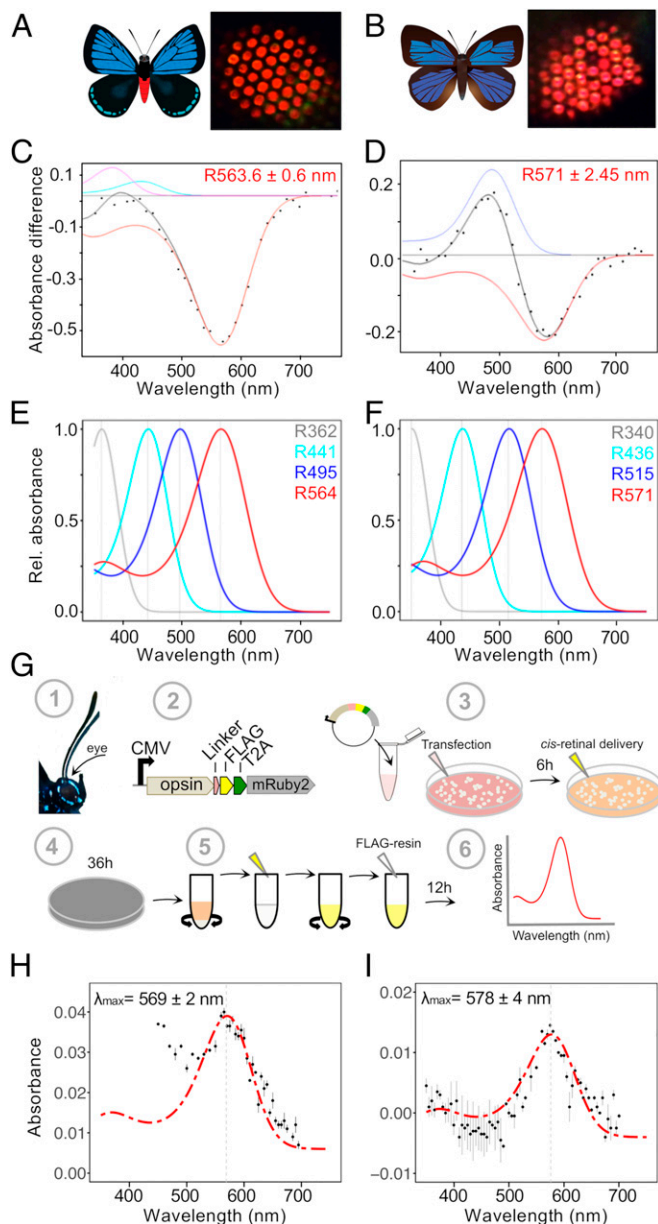 A
B
C
0.1
-0.1
-0.3
-0.5
Absorbance difference
R563.6 ± 0.6 nm
400 500 600 700
Wavelength (nm)
D
0.2
0.0
-0.2
R571 ± 2.45 nm
400 500 600 700
Wavelength (nm)
E
1.0
0.5
0.0
Rel. absorbance
R362
R441
R495
R564
400 500 600 700
Wavelength (nm)
F
1.0
0.5
0.0
R340
R436
R515
R571
400 500 600 700
Wavelength (nm)
G
1
eye
2
CMV
Linker
FLAG
T2A
opsin
mRuby2
3
Transfection
6h
cis-retinal delivery
4
36h
5
FLAG-resin
12h
6
Absorbance
Wavelength (nm)
H
λmax= 569 ± 2 nm
0.04
0.03
0.02
0.01
0.00
Absorbance
400 500 600 700
Wavelength (nm)
I
λmax= 578 ± 4 nm
0.02
0.01
0.00
−0.01
400 500 600 700
Wavelength (nm)